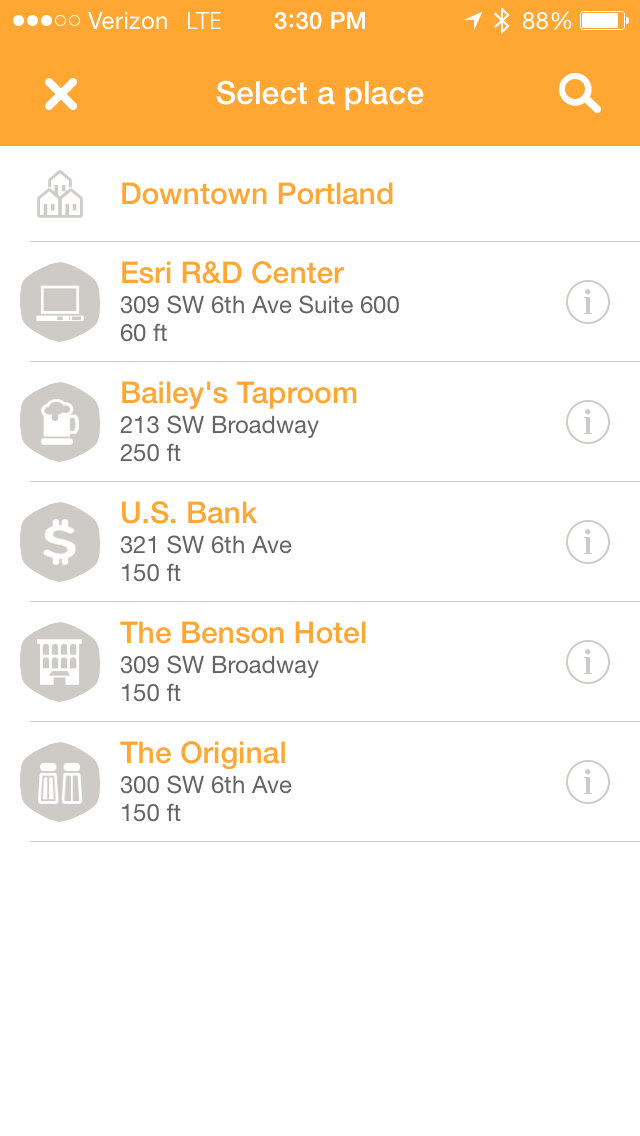 Verizon LTE 3:30 PM 88%
Select a place
Downtown Portland
Esri R&D Center
309 SW 6th Ave Suite 600
60 ft
i
Bailey's Taproom
213 SW Broadway
250 ft
i
U.S. Bank
321 SW 6th Ave
150 ft
i
$
The Benson Hotel
309 SW Broadway
150 ft
i
The Original
300 SW 6th Ave
150 ft
i